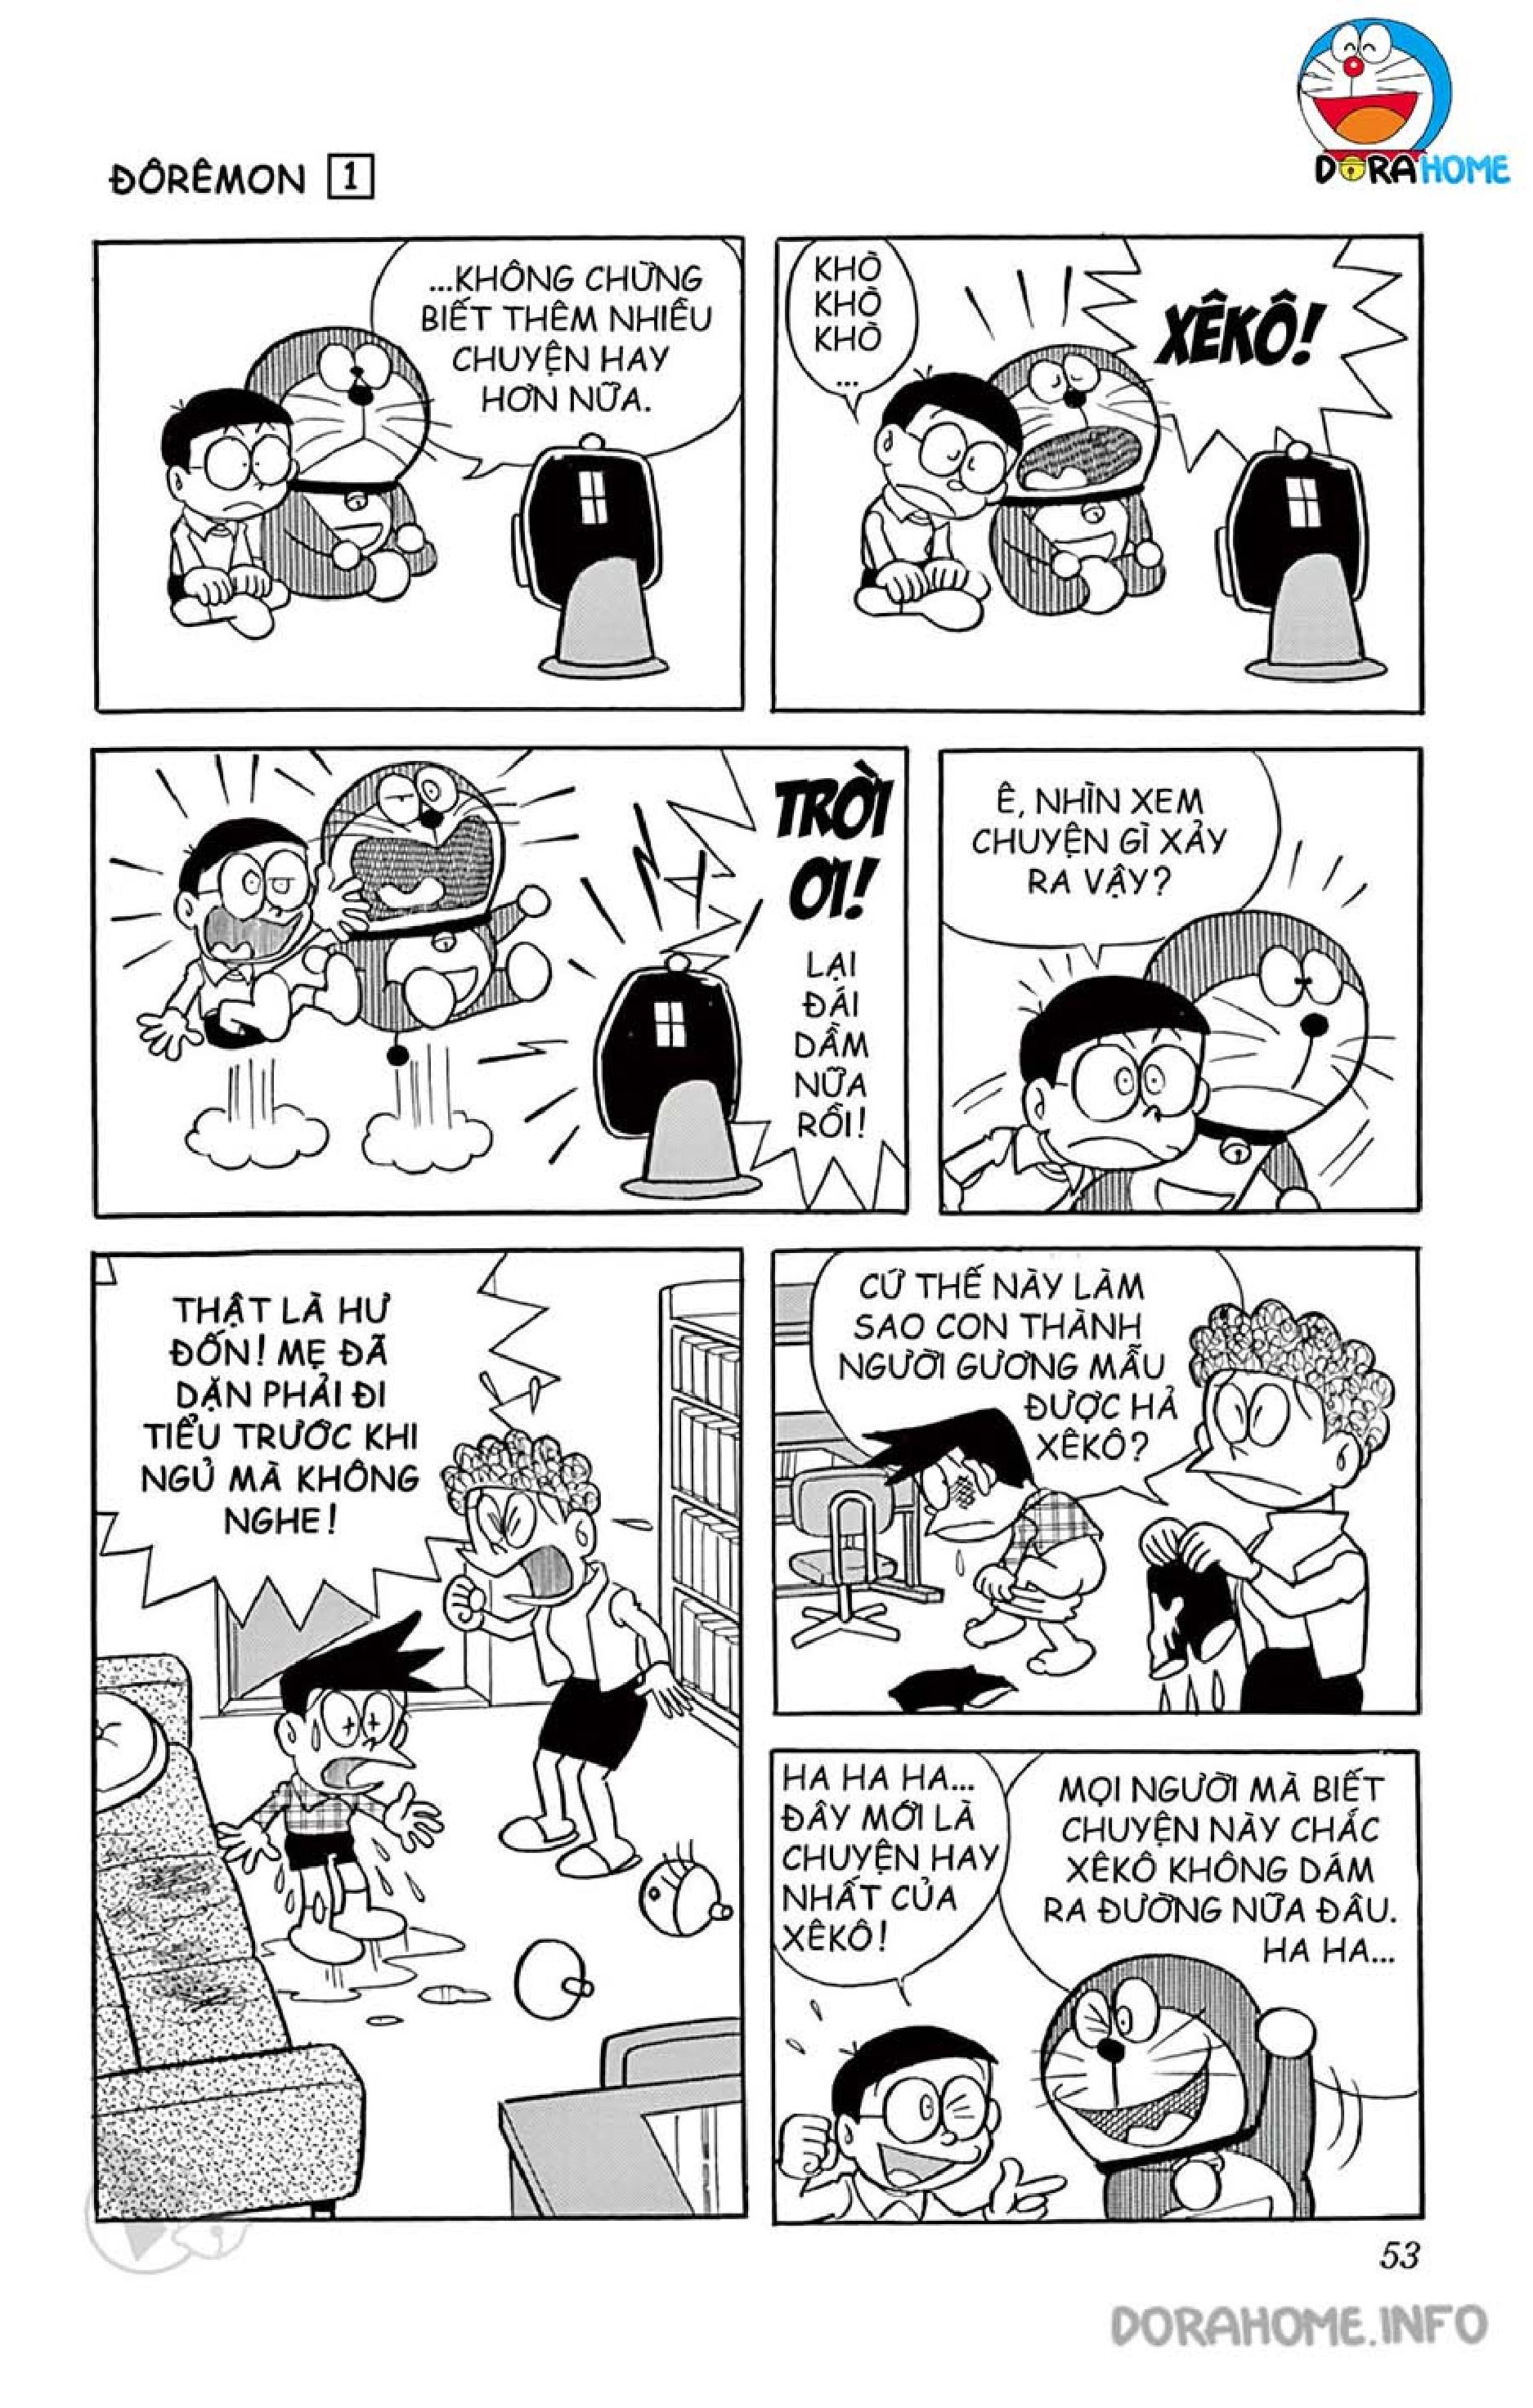 DORAHOME
ĐÔRÊMON 1
...KHÔNG CHỪNG
BIẾT THÊM NHIỀU
CHUYỆN HAY
HƠN NỮA.
KHÒ
KHÒ
KHÒ
...
XÊKÔ!
TRỜI
ƠI!
LẠI
ĐÁI
DẦM
NỮA
RỒI!
Ê, NHÌN XEM
CHUYỆN GÌ XẢY
RA VẬY?
THẬT LÀ HƯ
ĐỐN! MẸ ĐÃ
DẶN PHẢI ĐI
TIỂU TRƯỚC KHI
NGỦ MÀ KHÔNG
NGHE!
CỨ THẾ NÀY LÀM
SAO CON THÀNH
NGƯỜI GƯƠNG MẪU
ĐƯỢC HẢ
XÊKÔ?
HA HA HA...
ĐÂY MỚI LÀ
CHUYỆN HAY
NHẤT CỦA
XÊKÔ!
MỌI NGƯỜI MÀ BIẾT
CHUYỆN NÀY CHẮC
XÊKÔ KHÔNG DÁM
RA ĐƯỜNG NỮA ĐÂU.
HA HA...
53
DORAHOME.INFO